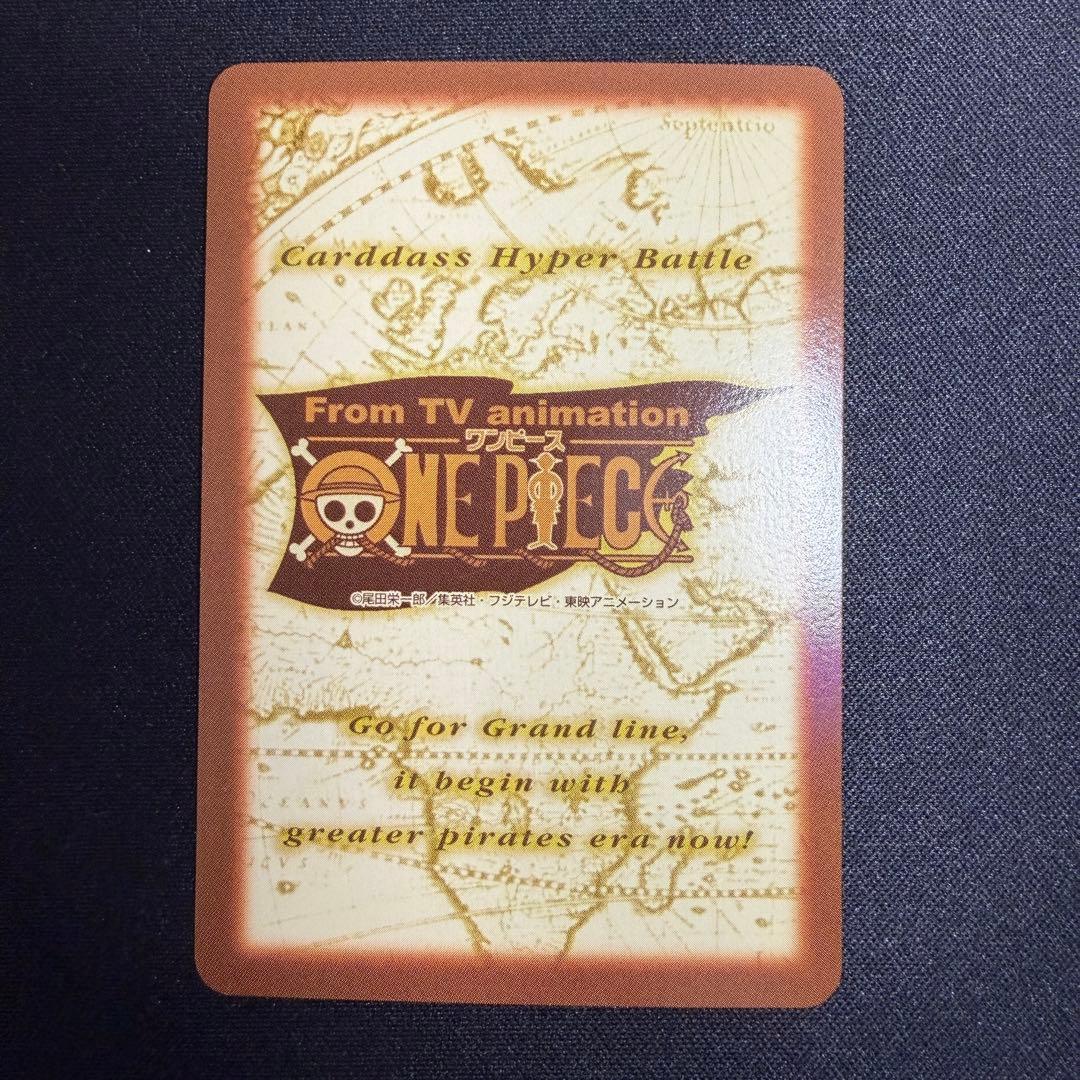 Septentrio
Carddass Hyper Battle
From TV animation
ワンピース
ONE PIECE
©尾田栄一郎／集英社・フジテレビ・東映アニメーション
Go for Grand line,
it begin with
greater pirates era now!